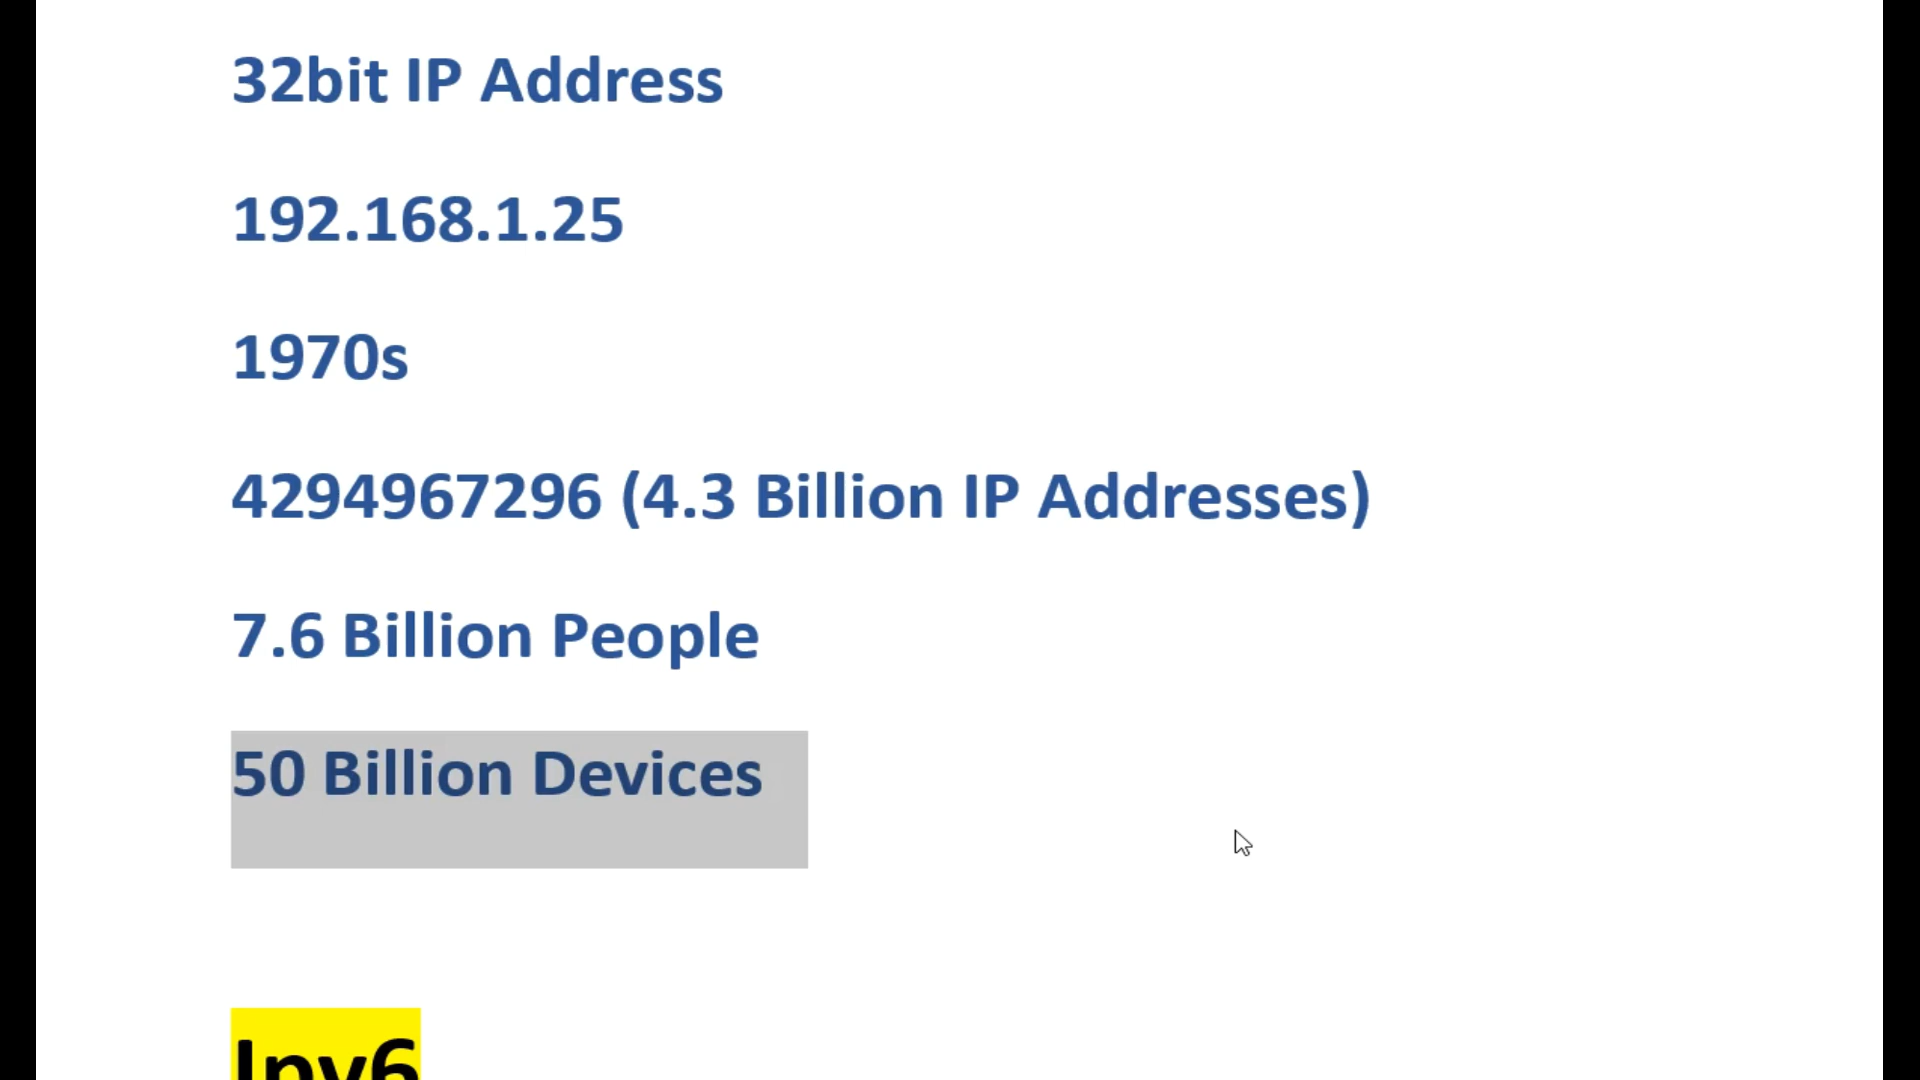 32bit IP Address
192.168.1.25
1970s
4294967296 (4.3 Billion IP Addresses)
7.6 Billion People
50 Billion Devices
Ipv6